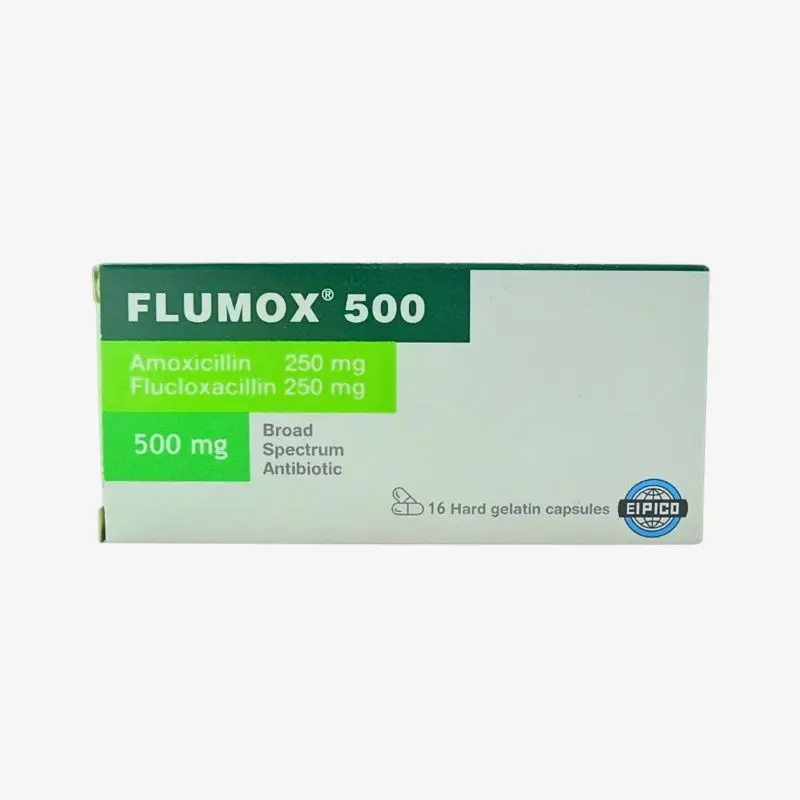 FLUMOX® 500
Amoxicillin 250 mg
Flucloxacillin 250 mg
500 mg
Broad
Spectrum
Antibiotic
16 Hard gelatin capsules
EIPICO